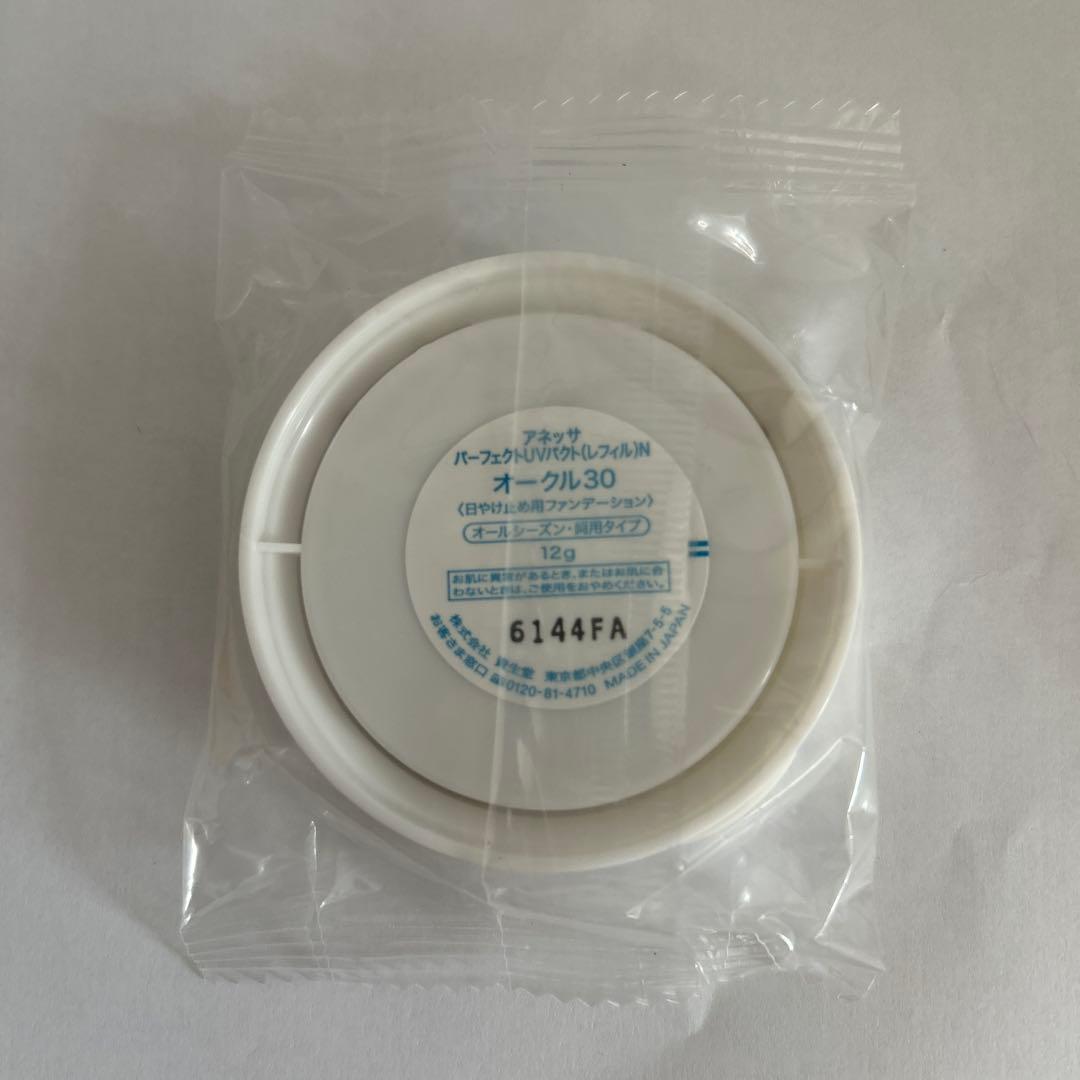 アネッサ
パーフェクトUVパクト(レフィル)N
オークル30
〈日やけ止め用ファンデーション〉
オールシーズン・両用タイプ
12g
お肌に異常があるとき、またはお肌に合
わないときは、ご使用をおやめください。
6144FA
株式会社 資生堂 東京都中央区銀座7-5-5
お客さま窓口 0120-81-4710 MADE IN JAPAN